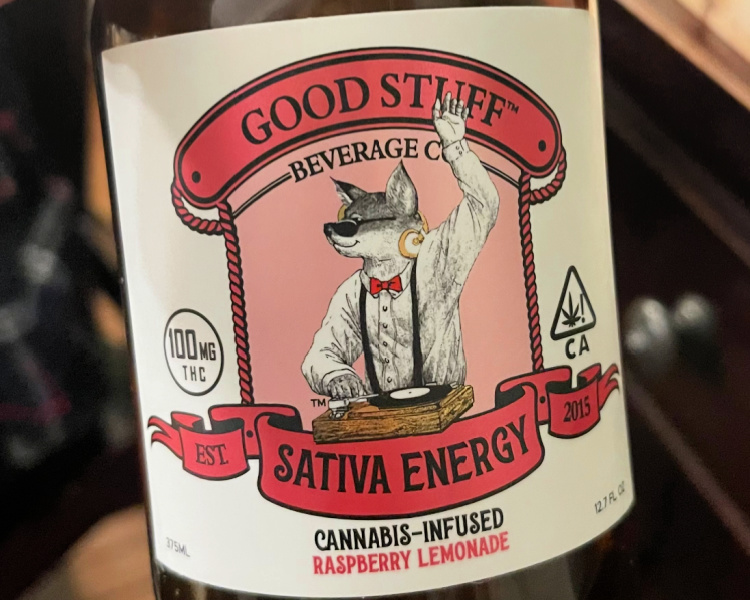 GOOD STUFF™
BEVERAGE C
100MG
THC
CA
TM
EST.
2015
SATIVA ENERGY
CANNABIS-INFUSED
RASPBERRY LEMONADE
375ML
12.7 FL OZ